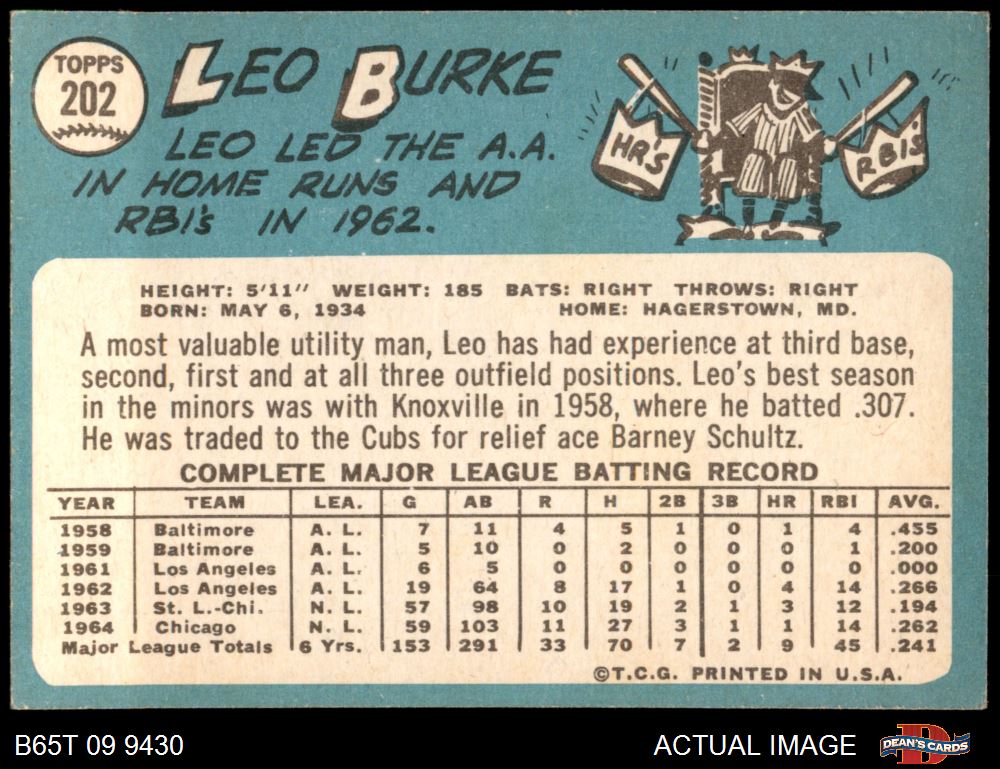 TOPPS
202
LEO BURKE
LEO LED THE A.A.
IN HOME RUNS AND
RBI's IN 1962.
HR'S
RBI'S
HEIGHT: 5'11" WEIGHT: 185 BATS: RIGHT THROWS: RIGHT
BORN: MAY 6, 1934 HOME: HAGERSTOWN, MD.
A most valuable utility man, Leo has had experience at third base,
second, first and at all three outfield positions. Leo's best season
in the minors was with Knoxville in 1958, where he batted .307.
He was traded to the Cubs for relief ace Barney Schultz.
COMPLETE MAJOR LEAGUE BATTING RECORD
YEAR TEAM LEA. G AB R H 2B 3B HR RBI AVG.
1958 Baltimore A. L. 7 11 4 5 1 0 1 4 .455
1959 Baltimore A. L. 5 10 0 2 0 0 0 1 .200
1961 Los Angeles A. L. 6 5 0 0 0 0 0 0 .000
1962 Los Angeles A. L. 19 64 8 17 1 0 4 14 .266
1963 St. L.-Chi. N. L. 57 98 10 19 2 1 3 12 .194
1964 Chicago N. L. 59 103 11 27 3 1 1 14 .262
Major League Totals 6 Yrs. 153 291 33 70 7 2 9 45 .241
©T.C.G. PRINTED IN U.S.A.
B65T 09 9430
ACTUAL IMAGE
DEAN'S CARDS